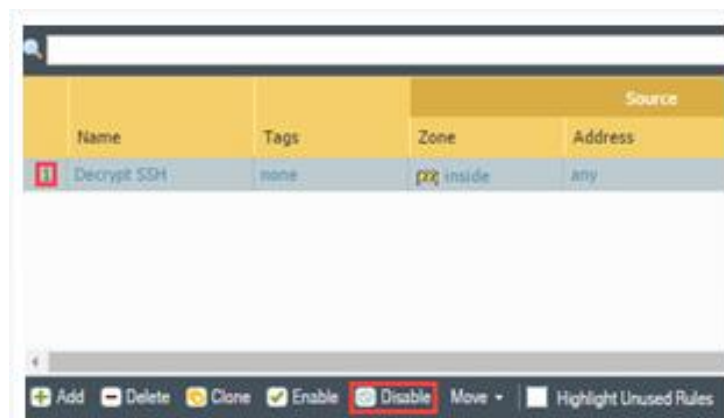 Source
Name Tags Zone Address
1 Decrypt SSH none inside any
Add Delete Clone Enable Disable Move Highlight Unused Rules